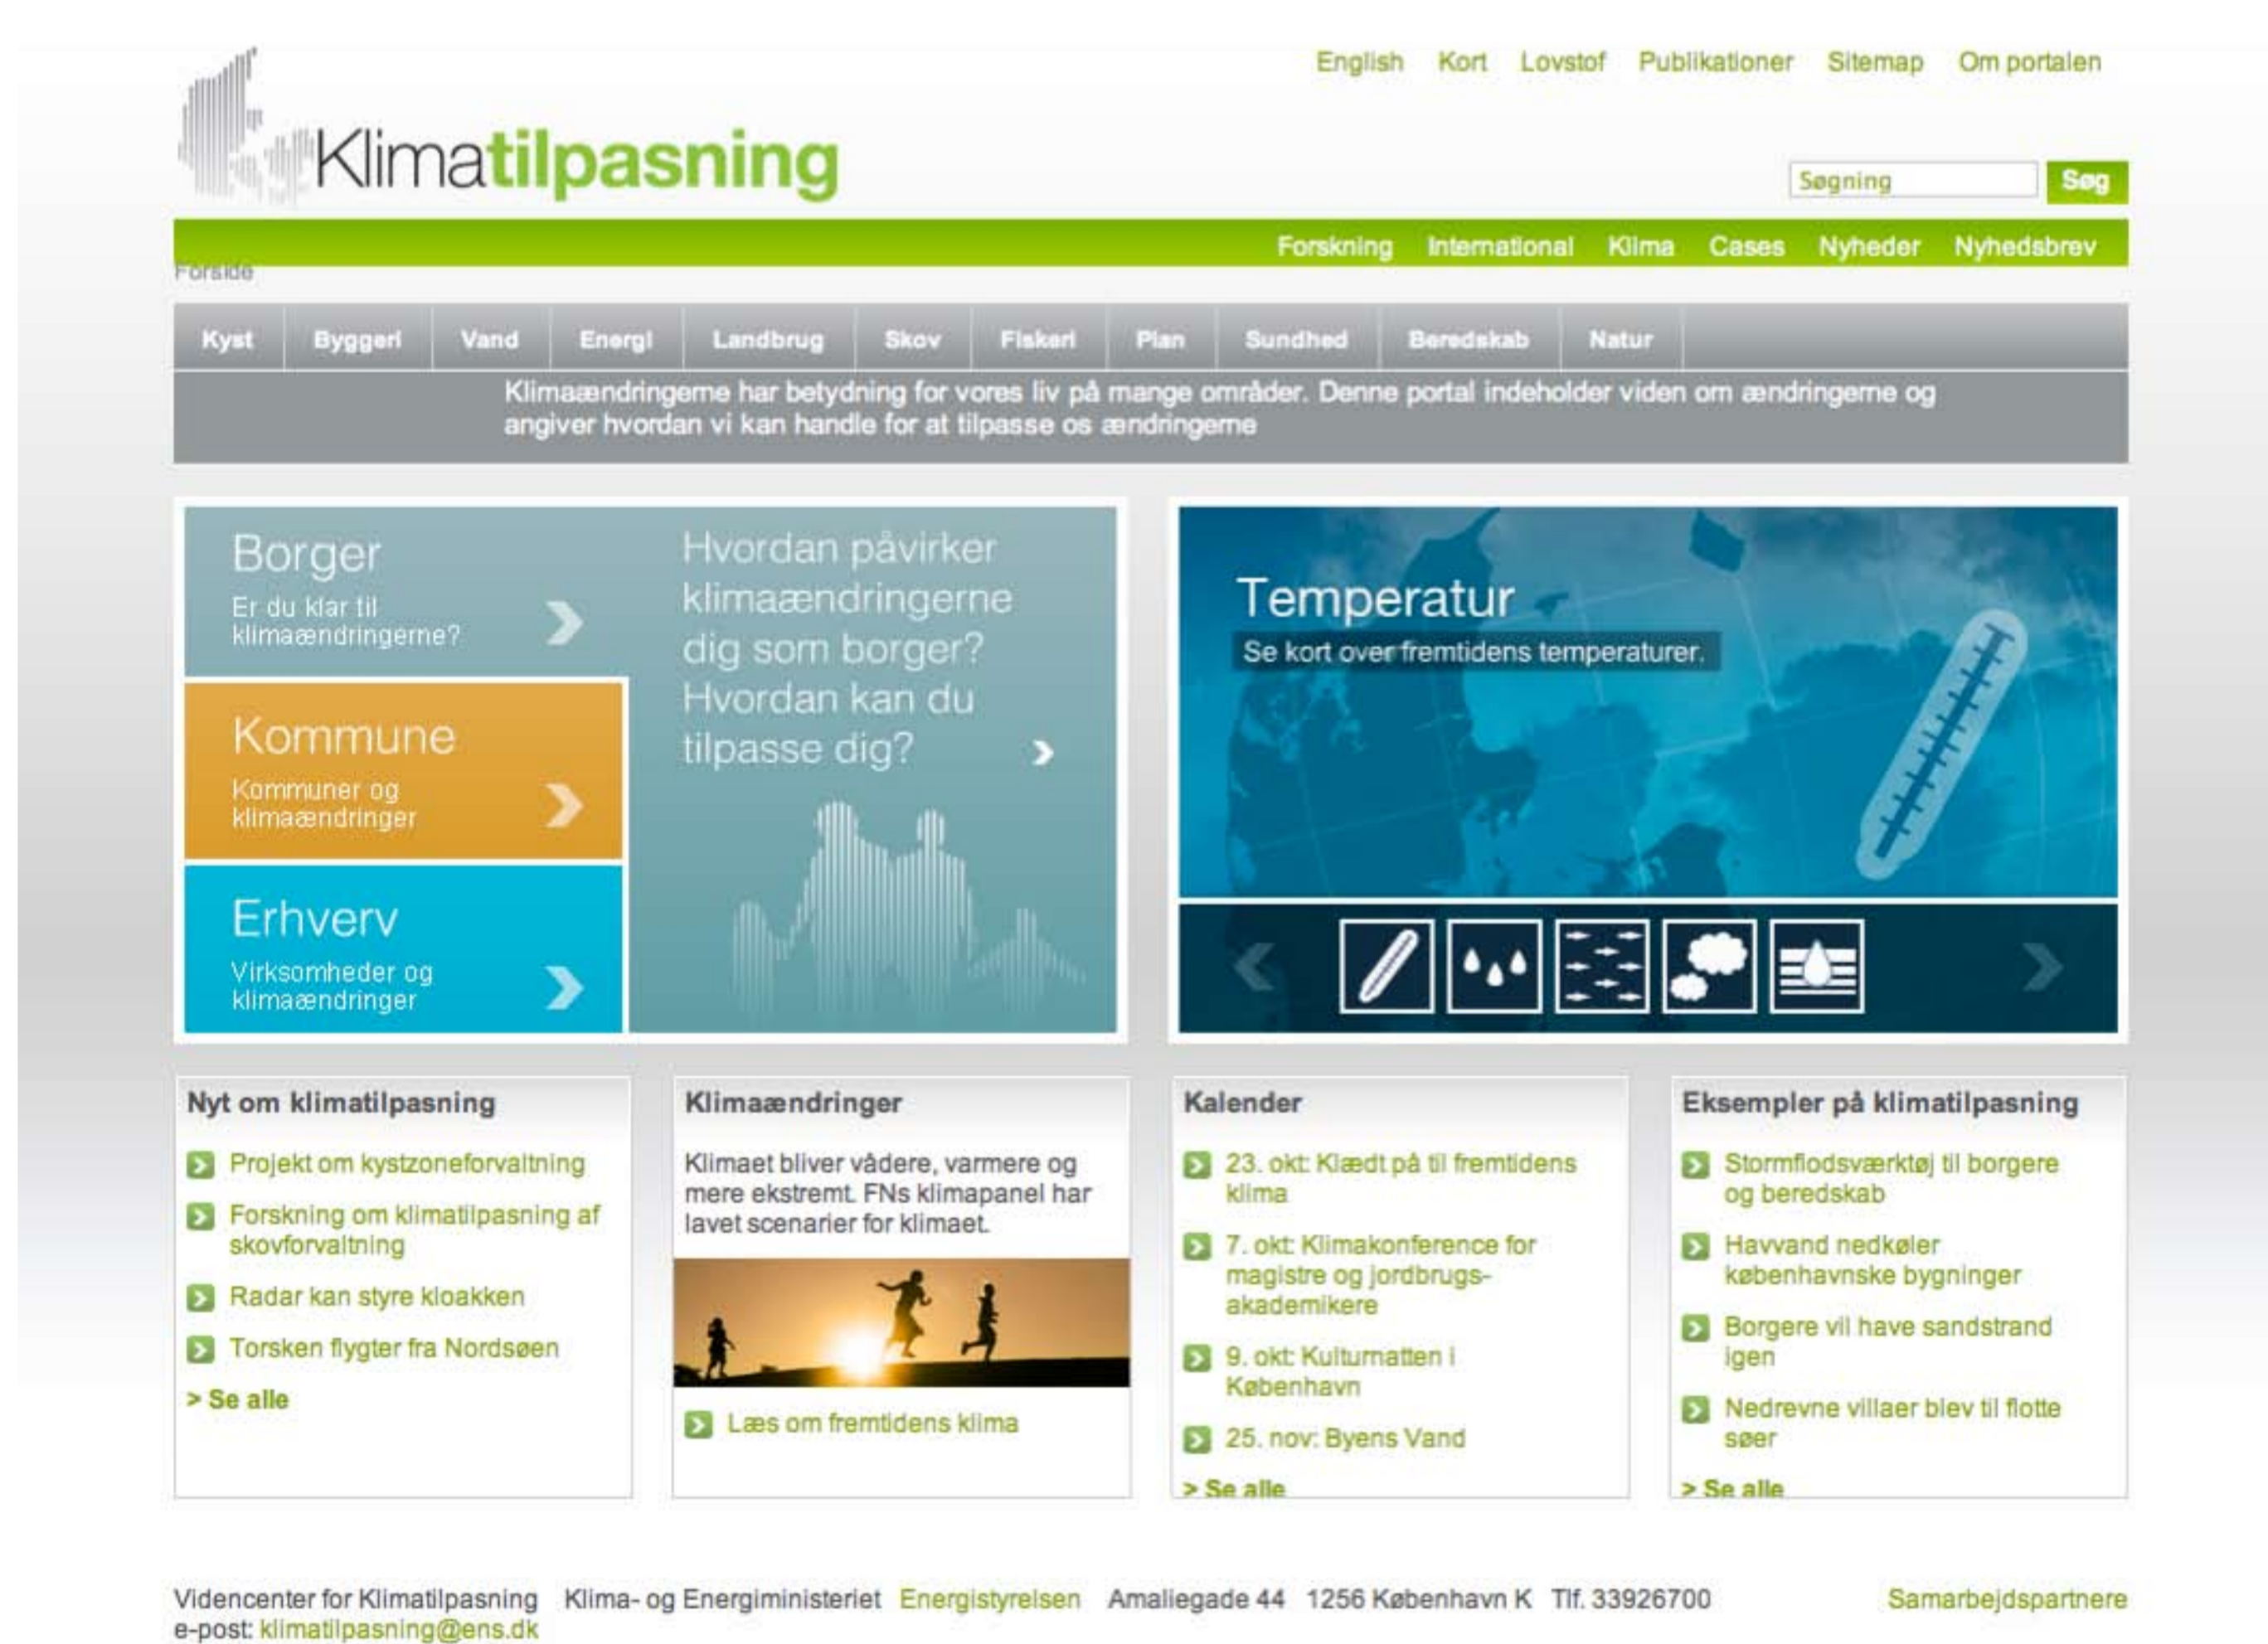 English Kort Lovstof Publikationer Sitemap Om portalen
Klimatilpasning
Søgning Søg
Forskning International Klima Cases Nyheder Nyhedsbrev
Forside
Kyst Byggeri Vand Energi Landbrug Skov Fiskeri Plan Sundhed Beredskab Natur
Klimaændringerne har betydning for vores liv på mange områder. Denne portal indeholder viden om ændringerne og
angiver hvordan vi kan handle for at tilpasse os ændringerne
Borger
Er du klar til
klimaændringerne?
Kommune
Kommuner og
klimaændringer
Erhverv
Virksomheder og
klimaændringer
Hvordan påvirker
klimaændringerne
dig som borger?
Hvordan kan du
tilpasse dig?
Temperatur
Se kort over fremtidens temperaturer.
Nyt om klimatilpasning
Projekt om kystzoneforvaltning
Forskning om klimatilpasning af
skovforvaltning
Radar kan styre kloakken
Torsken flygter fra Nordsøen
> Se alle
Klimaændringer
Klimaet bliver vådere, varmere og
mere ekstremt. FNs klimapanel har
lavet scenarier for klimaet.
Læs om fremtidens klima
Kalender
23. okt: Klædt på til fremtidens
klima
7. okt: Klimakonference for
magistre og jordbrugs-
akademikere
9. okt: Kulturnatten i
København
25. nov: Byens Vand
> Se alle
Eksempler på klimatilpasning
Stormflodsværktøj til borgere
og beredskab
Havvand nedkøler
københavnske bygninger
Borgere vil have sandstrand
igen
Nedrevne villaer blev til flotte
søer
> Se alle
Videncenter for Klimatilpasning Klima- og Energiministeriet Energistyrelsen Amaliegade 44 1256 København K Tlf. 33926700 Samarbejdspartnere
e-post: klimatilpasning@ens.dk